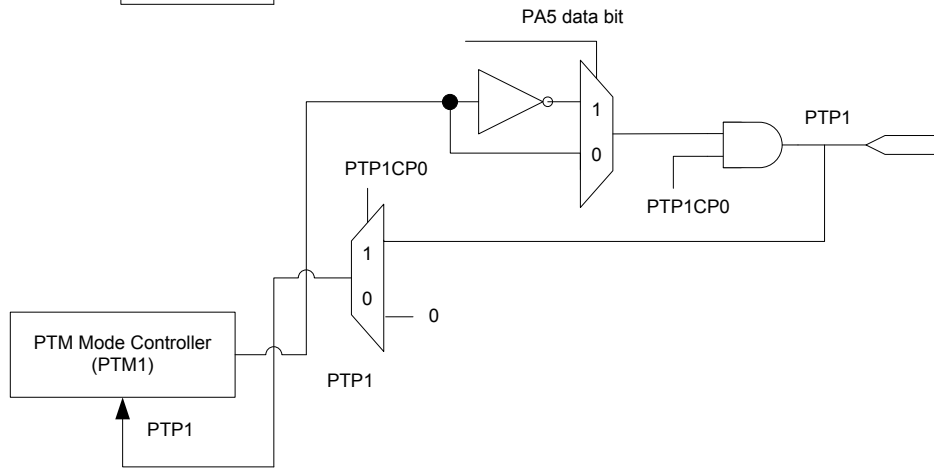 PA5 data bit
1
0
PTP1
PTP1CP0
PTP1CP0
1
0
0
PTM Mode Controller
(PTM1)
PTP1
PTP1